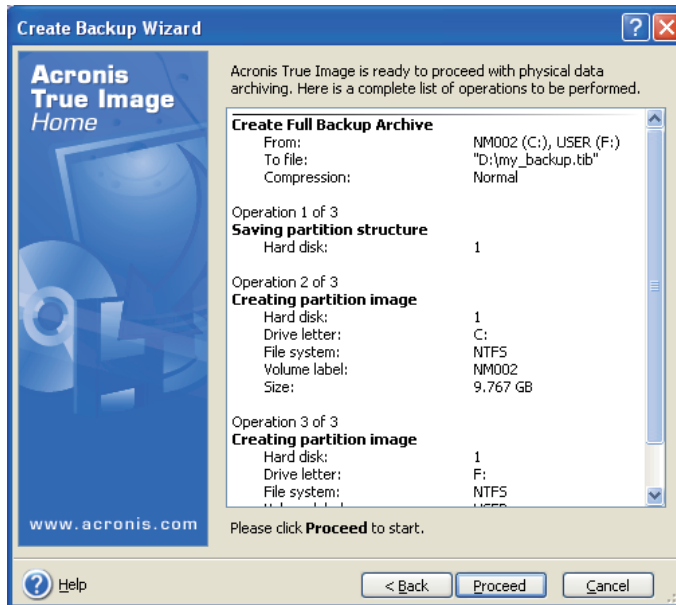 Create Backup Wizard
Acronis
True Image
Home
Acronis True Image is ready to proceed with physical data
archiving. Here is a complete list of operations to be performed.
Create Full Backup Archive
From: NM002 (C:), USER (F:)
To file: "D:\my_backup.tib"
Compression: Normal
Operation 1 of 3
Saving partition structure
Hard disk: 1
Operation 2 of 3
Creating partition image
Hard disk: 1
Drive letter: C:
File system: NTFS
Volume label: NM002
Size: 9.767 GB
Operation 3 of 3
Creating partition image
Hard disk: 1
Drive letter: F:
File system: NTFS
www.acronis.com
Please click Proceed to start.
Help
< Back
Proceed
Cancel